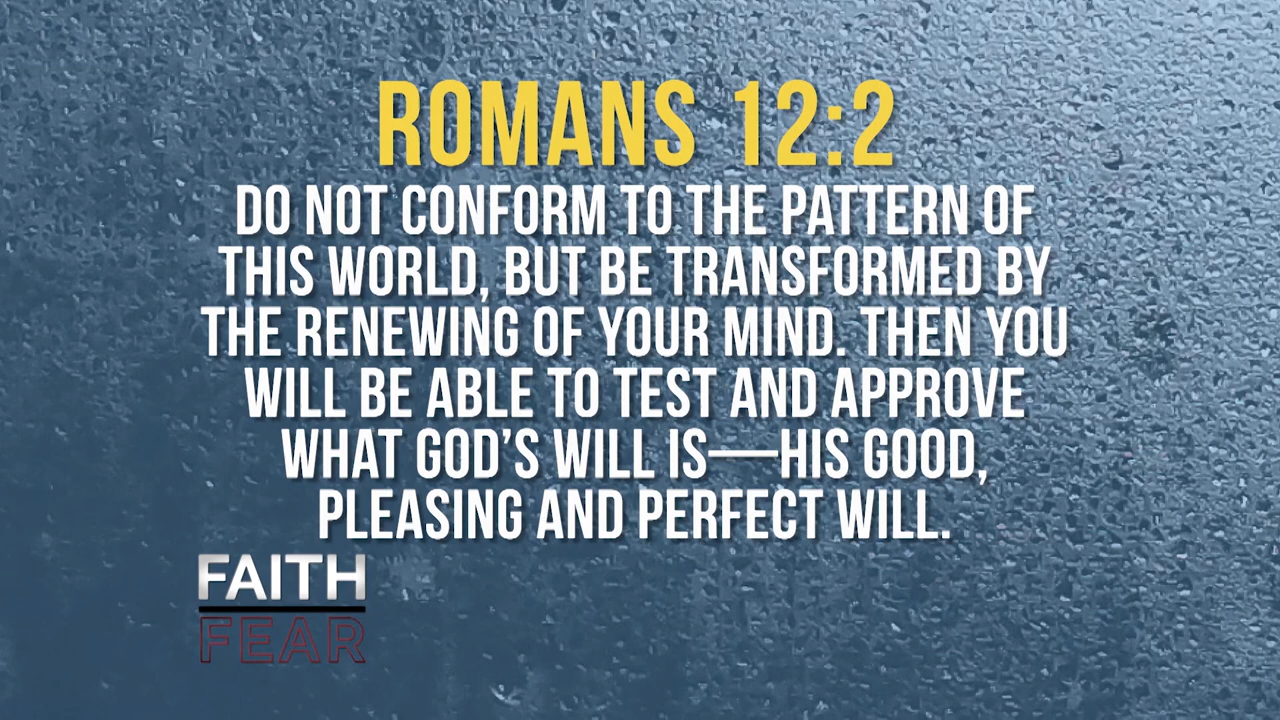 ROMANS 12:2
DO NOT CONFORM TO THE PATTERN OF
THIS WORLD, BUT BE TRANSFORMED BY
THE RENEWING OF YOUR MIND. THEN YOU
WILL BE ABLE TO TEST AND APPROVE
WHAT GOD’S WILL IS—HIS GOOD,
PLEASING AND PERFECT WILL.
FAITH
FEAR